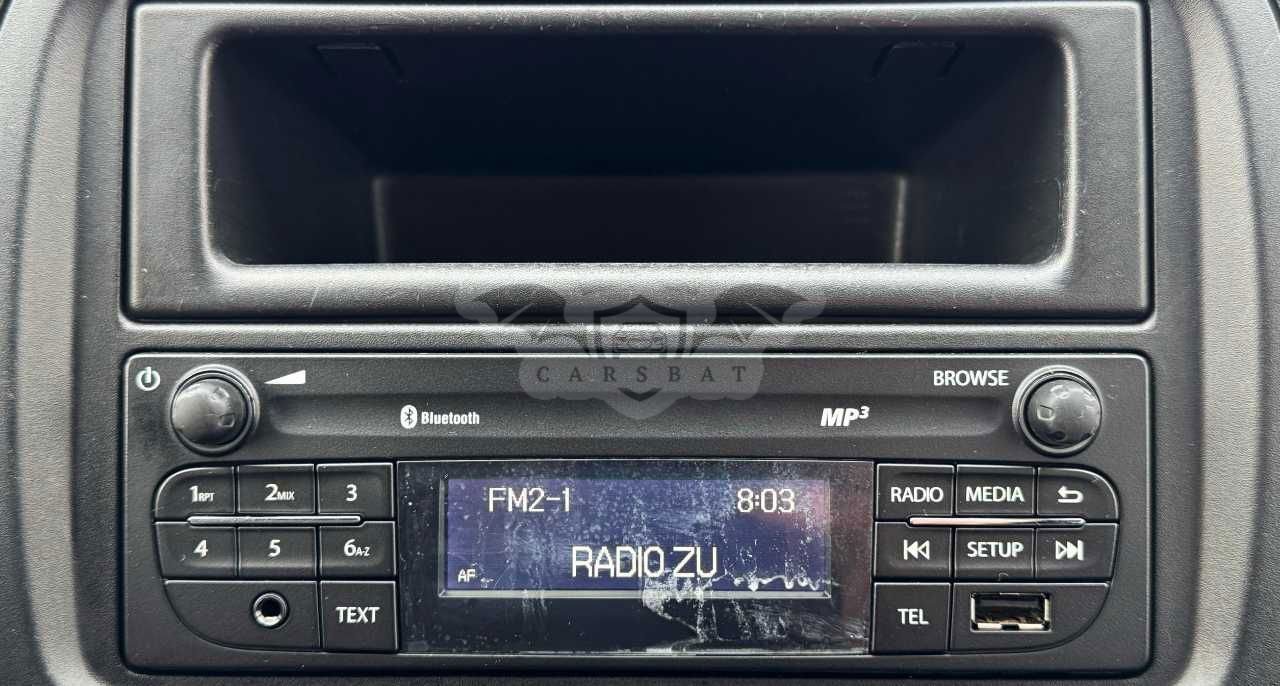 CARSBAT
BROWSE
Bluetooth
MP3
1RPT 2MIX 3
4 5 6A-Z
TEXT
FM2-1 8:03
RADIO ZU
AF
RADIO MEDIA
SETUP
TEL